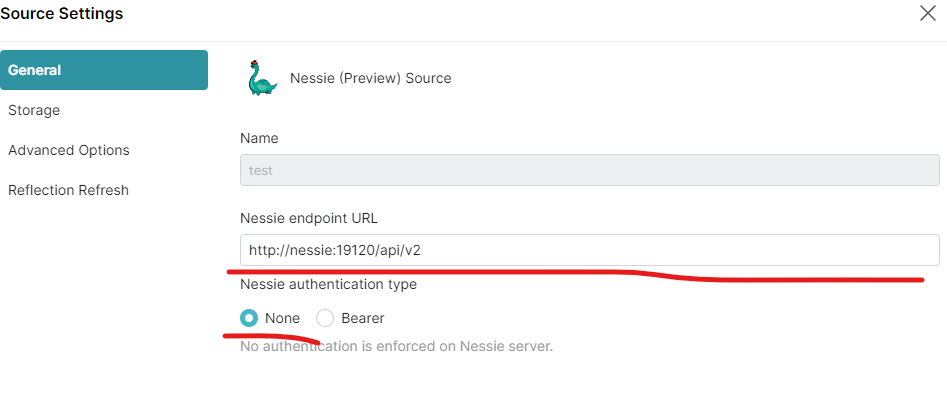 Source Settings
General
Storage
Advanced Options
Reflection Refresh
Nessie (Preview) Source
Name
test
Nessie endpoint URL
http://nessie:19120/api/v2
Nessie authentication type
None Bearer
No authentication is enforced on Nessie server.